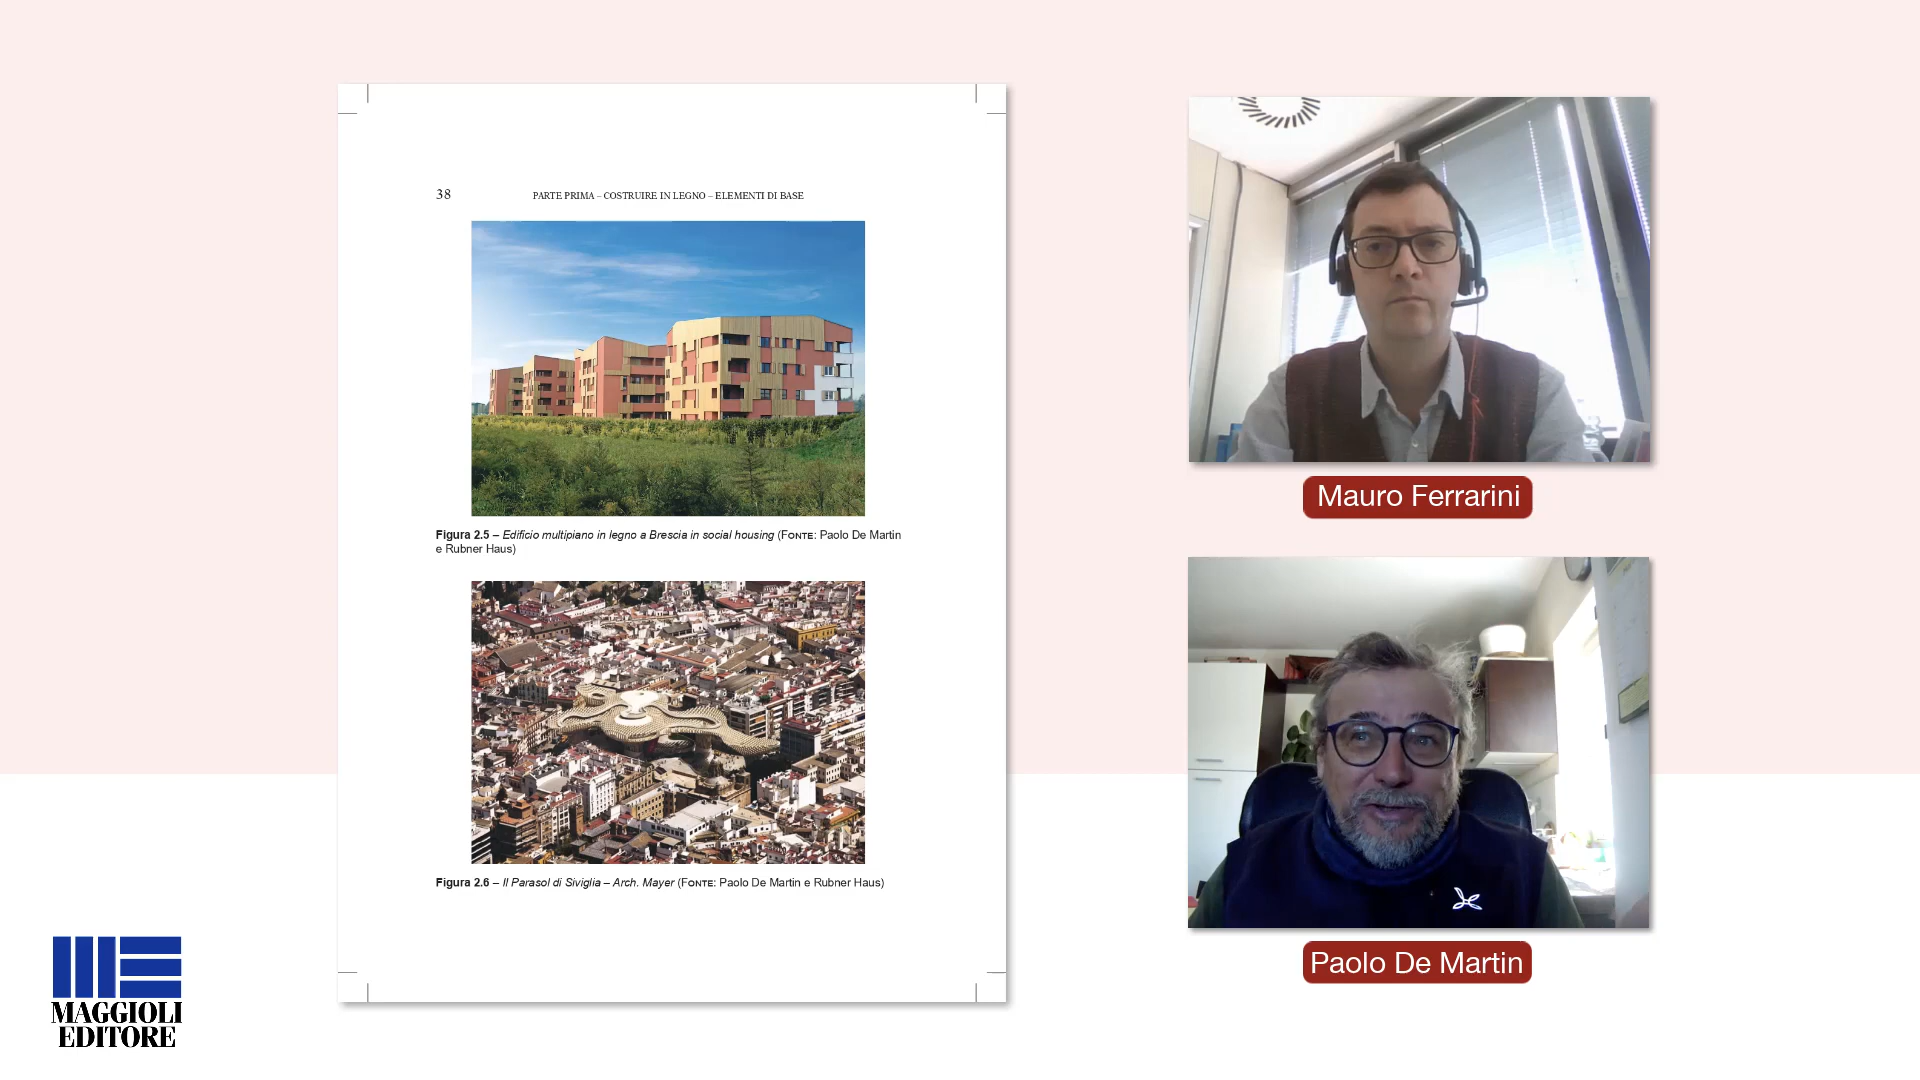 38
PARTE PRIMA – COSTRUIRE IN LEGNO – ELEMENTI DI BASE
Figura 2.5 – Edificio multipiano in legno a Brescia in social housing (FONTE: Paolo De Martin
e Rubner Haus)
Figura 2.6 – Il Parasol di Siviglia – Arch. Mayer (FONTE: Paolo De Martin e Rubner Haus)
Mauro Ferrarini
Paolo De Martin
MAGGIOLI
EDITORE